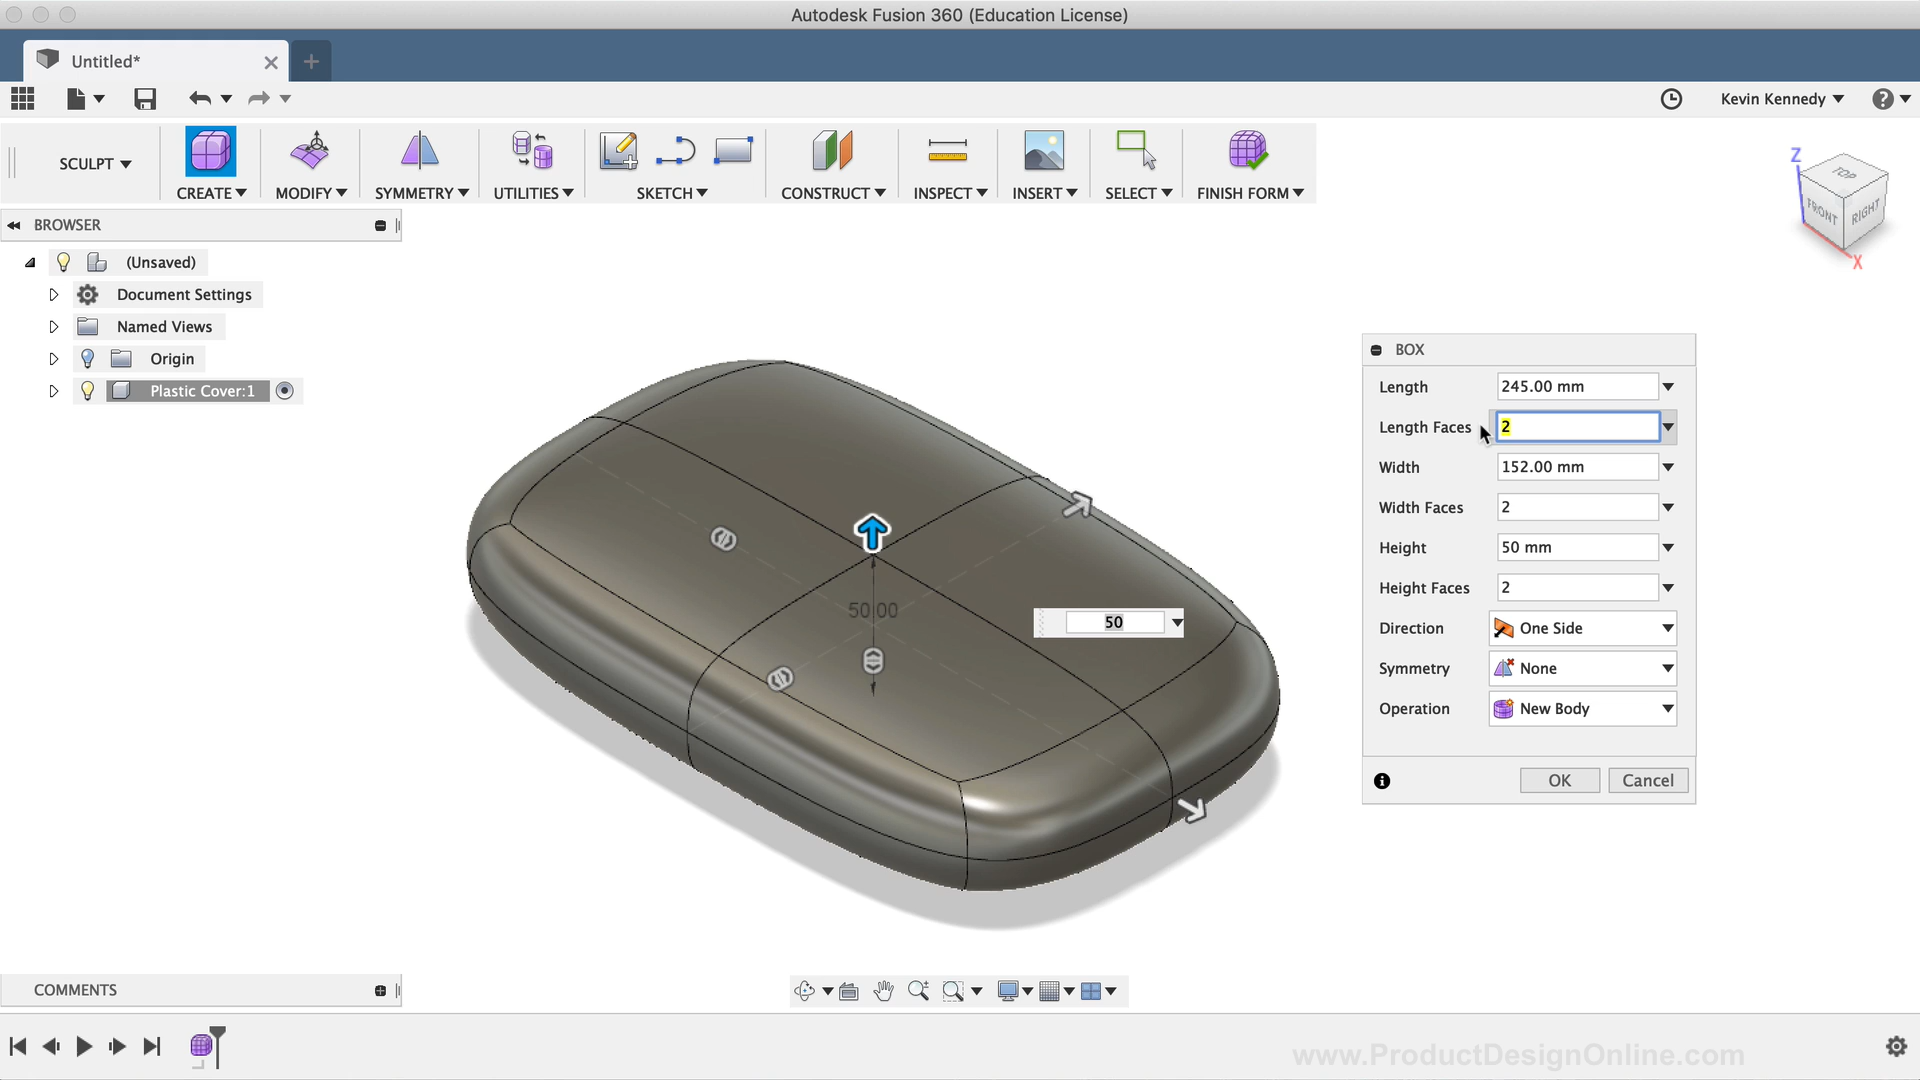 Autodesk Fusion 360 (Education License)
Untitled*
Kevin Kennedy
SCULPT
CREATE
MODIFY
SYMMETRY
UTILITIES
SKETCH
CONSTRUCT
INSPECT
INSERT
SELECT
FINISH FORM
Z
TOP
FRONT
RIGHT
X
BROWSER
(Unsaved)
Document Settings
Named Views
Origin
Plastic Cover:1
50.00
50
BOX
Length 245.00 mm
Length Faces 2
Width 152.00 mm
Width Faces 2
Height 50 mm
Height Faces 2
Direction One Side
Symmetry None
Operation New Body
OK Cancel
COMMENTS
www.ProductDesignOnline.com